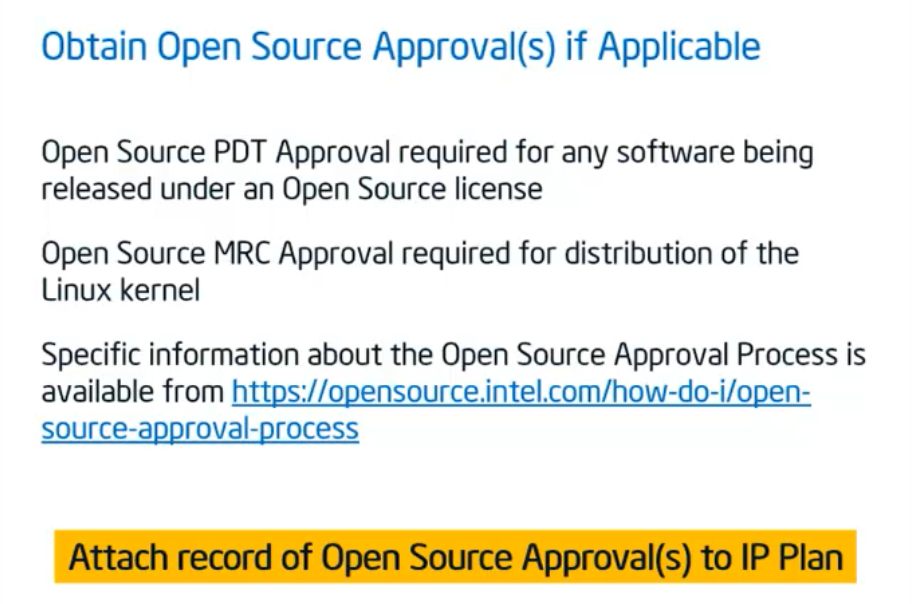 Obtain Open Source Approval(s) if Applicable
Open Source PDT Approval required for any software being
released under an Open Source license
Open Source MRC Approval required for distribution of the
Linux kernel
Specific information about the Open Source Approval Process is
available from https://opensource.intel.com/how-do-i/open-
source-approval-process
Attach record of Open Source Approval(s) to IP Plan